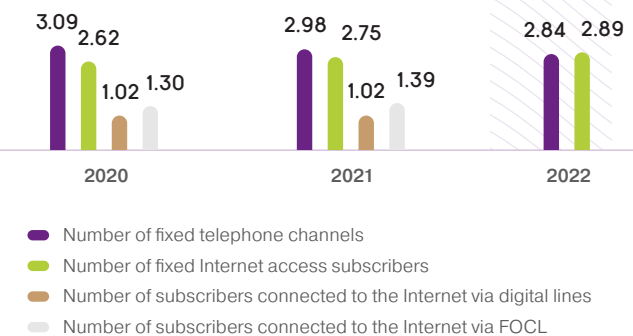 3.09 2.62 1.02 1.30
2.98 2.75 1.02 1.39
2.84 2.89
2020 2021 2022
Number of fixed telephone channels
Number of fixed Internet access subscribers
Number of subscribers connected to the Internet via digital lines
Number of subscribers connected to the Internet via FOCL